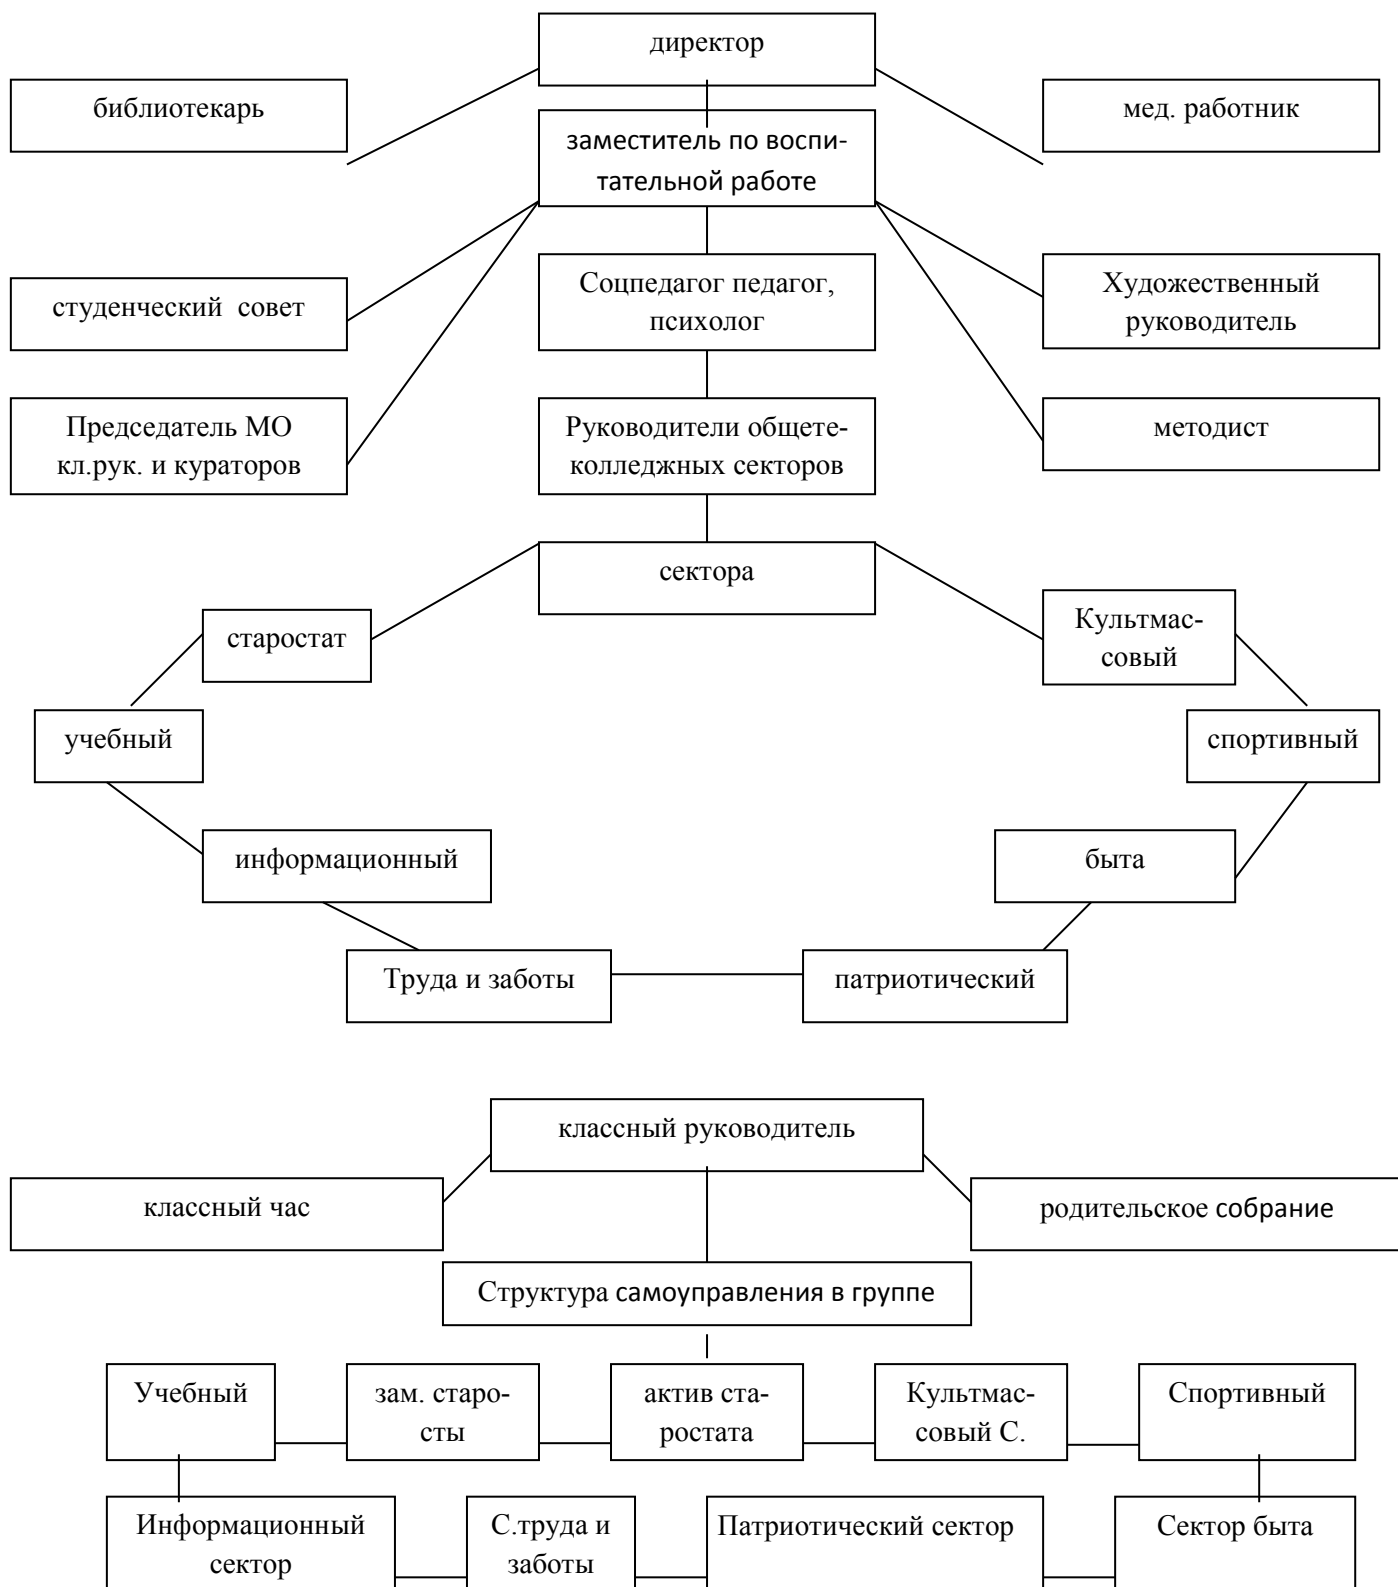 директор
библиотекарь
мед. работник
заместитель по воспи-
тательной работе
студенческий совет
Соцпедагог педагог,
психолог
Художественный
руководитель
Председатель МО
кл.рук. и кураторов
Руководители общете-
колледжных секторов
методист
сектора
старостат
Культмас-
совый
учебный
спортивный
информационный
быта
Труда и заботы
патриотический
классный руководитель
классный час
родительское собрание
Структура самоуправления в группе
Учебный
зам. старо-
сты
актив ста-
ростата
Культмас-
совый С.
Спортивный
Информационный
сектор
С.труда и
заботы
Патриотический сектор
Сектор быта